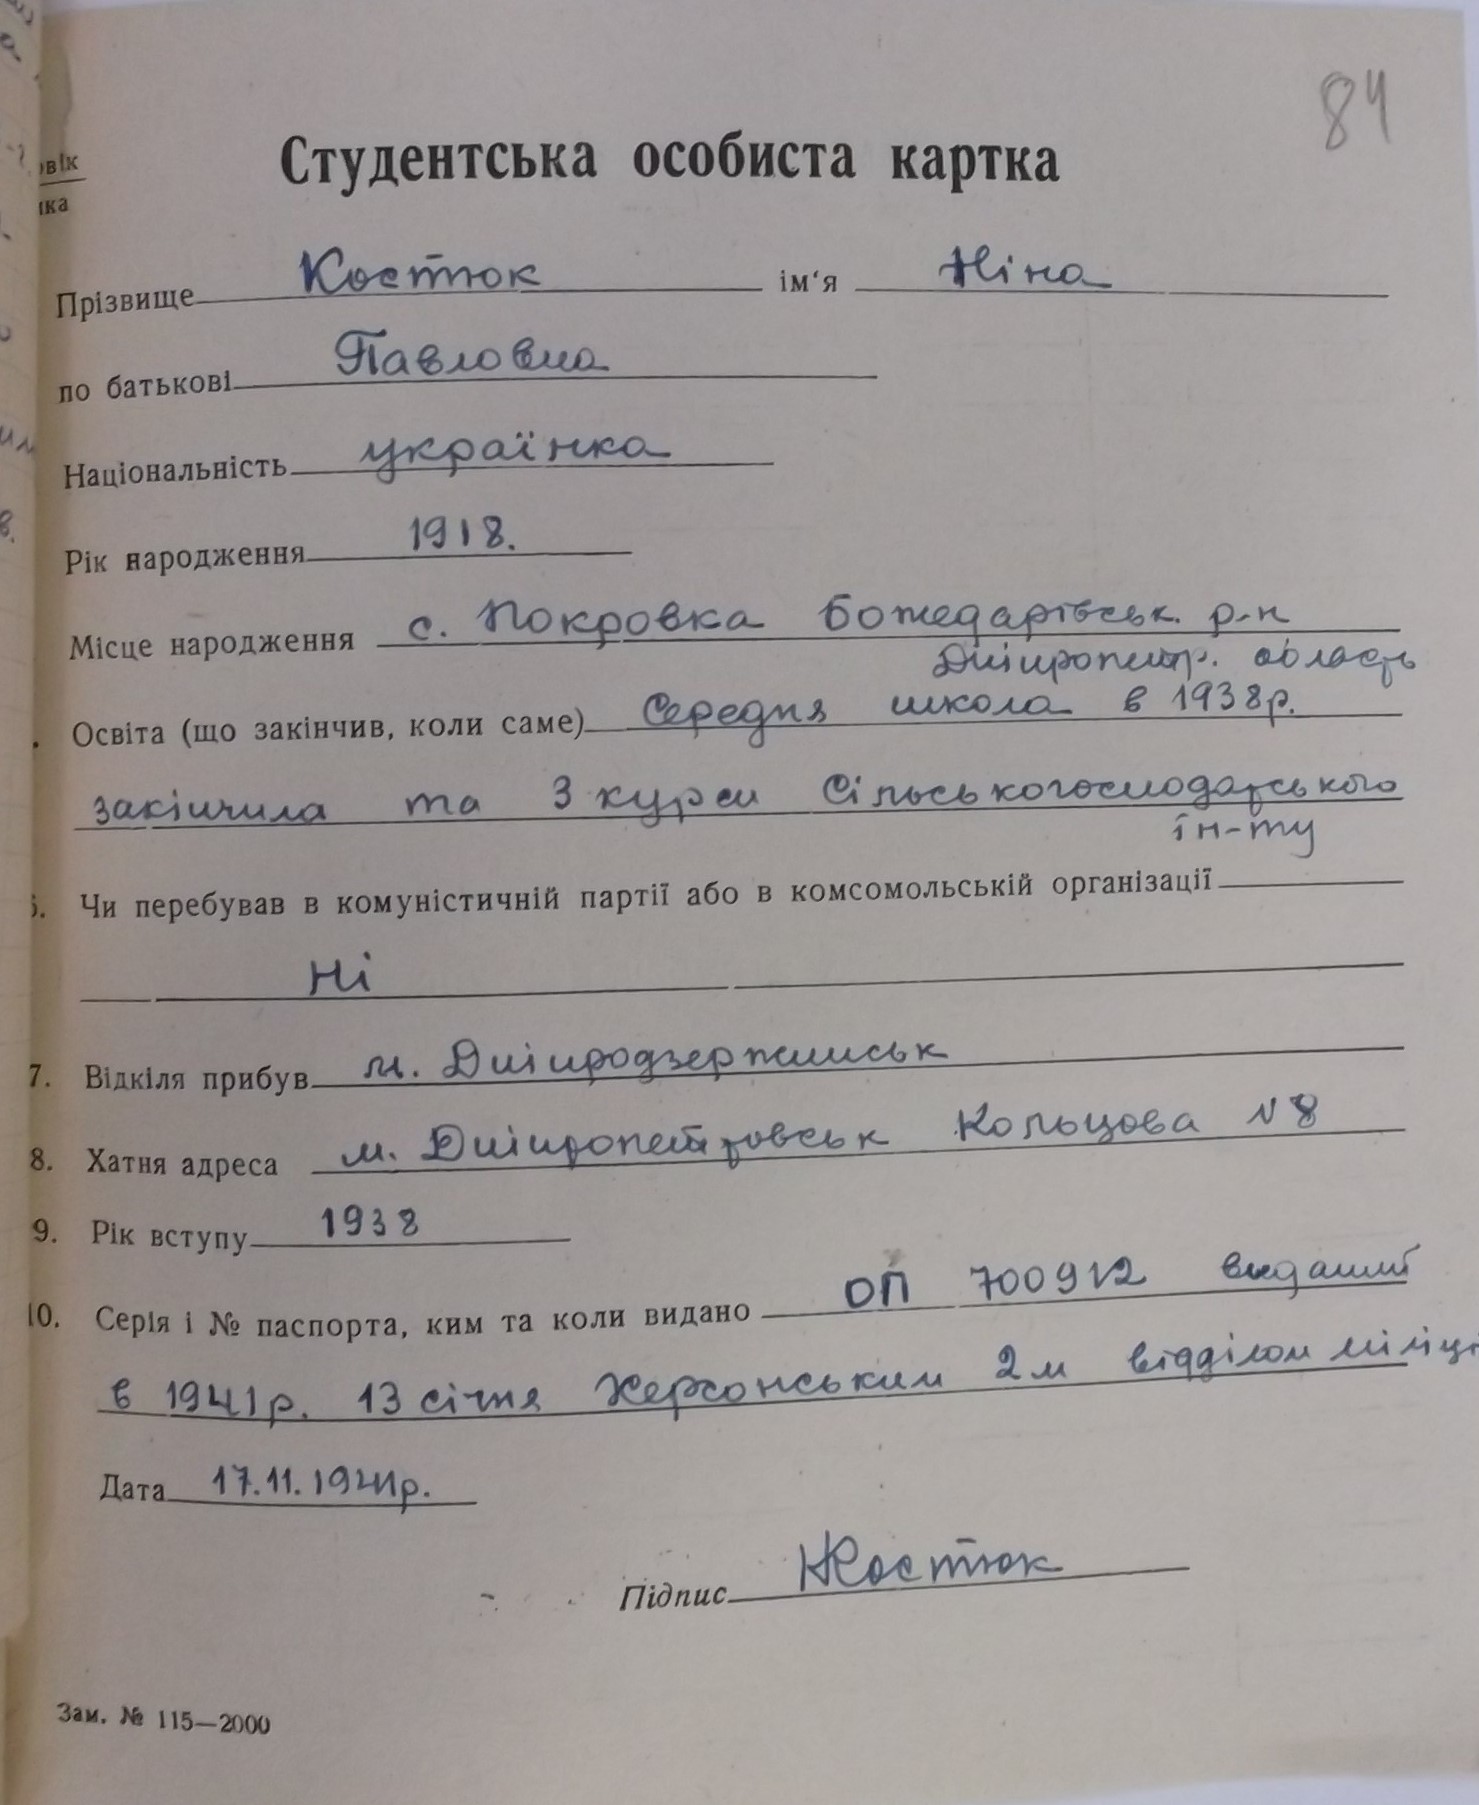 84
Студентська особиста картка
Прізвище Костюк ім'я Ніна
по батькові Павловна
Національність українка
Рік народження 1918.
Місце народження с. Покровка Божедарівськ. р-н
Дніпропетр. область
Освіта (що закінчив, коли саме) Середня школа в 1938р.
закінчила та 3 курси Сільськогосподарського
ін-ту
6. Чи перебував в комуністичній партії або в комсомольській організації
Ні
7. Відкіля прибув м. Дніпродзержинськ
8. Хатня адреса м. Дніпропетровськ Кольцова N 8
9. Рік вступу 1938
10. Серія і № паспорта, ким та коли видано ОП 700912 виданий
в 1941р. 13 січня Херсонським 2м відділом міліці
Дата 17.11.1941р.
Підпис НКостюк
Зам. № 115—2000